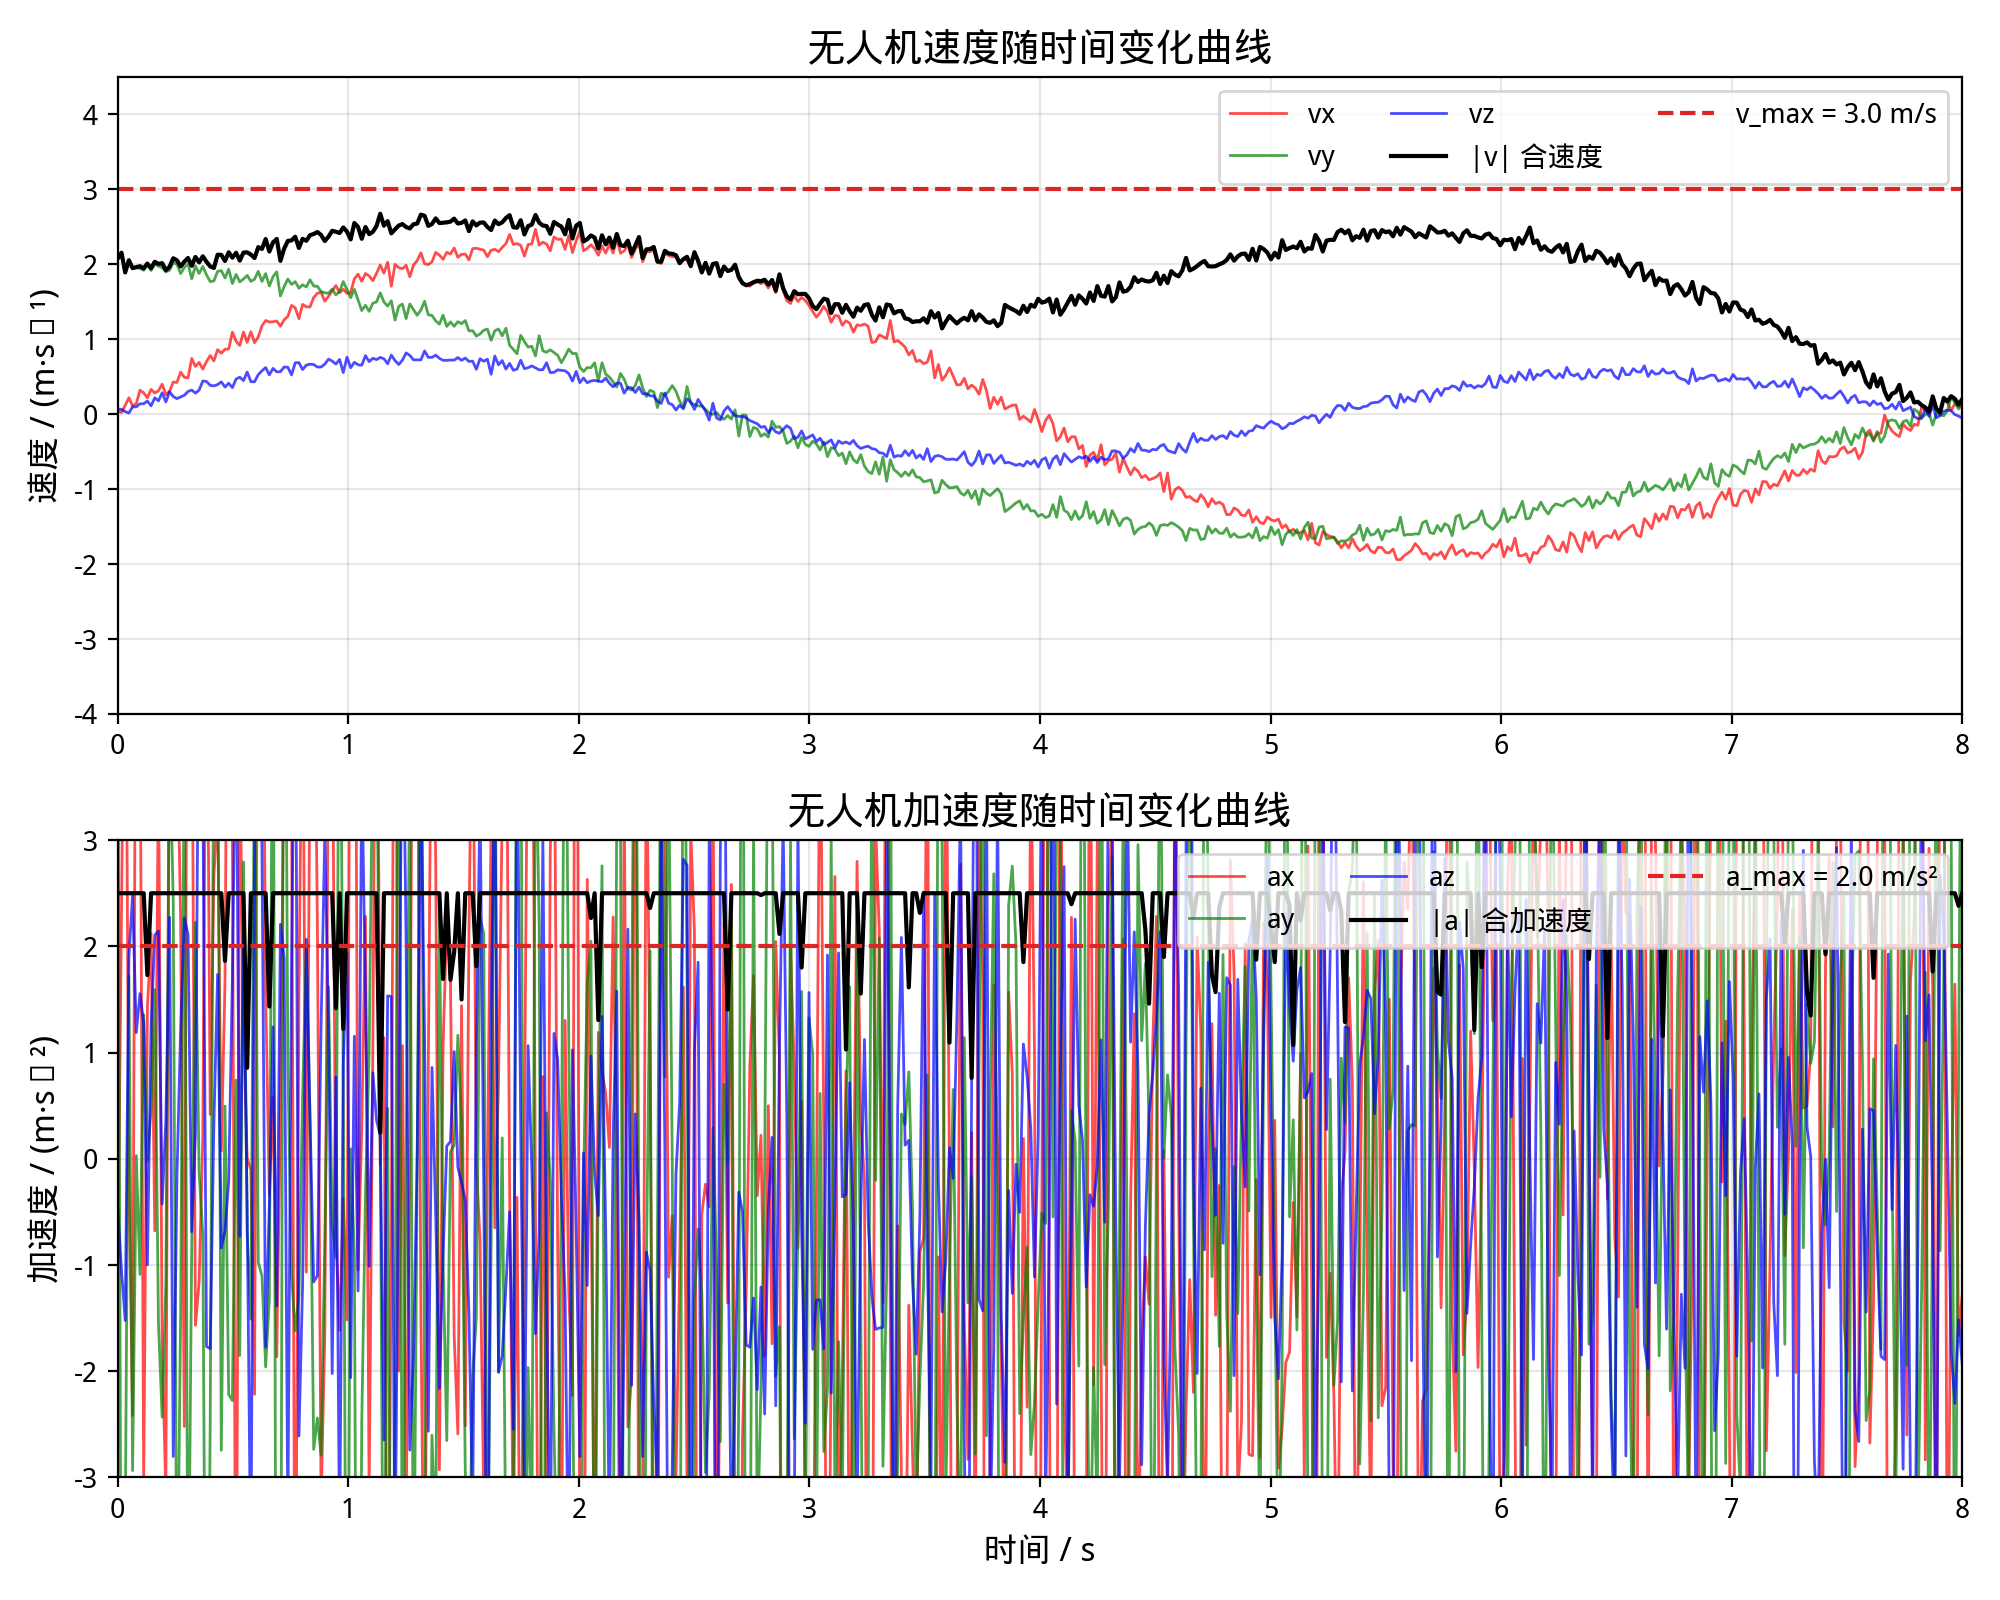 无人机速度随时间变化曲线
vx
vy
vz
|v| 合速度
v_max = 3.0 m/s
速度 / (m·s▯¹)
4
3
2
1
0
-1
-2
-3
-4
0 1 2 3 4 5 6 7 8
无人机加速度随时间变化曲线
ax
ay
az
|a| 合加速度
a_max = 2.0 m/s²
加速度 / (m·s▯²)
3
2
1
0
-1
-2
-3
0 1 2 3 4 5 6 7 8
时间 / s